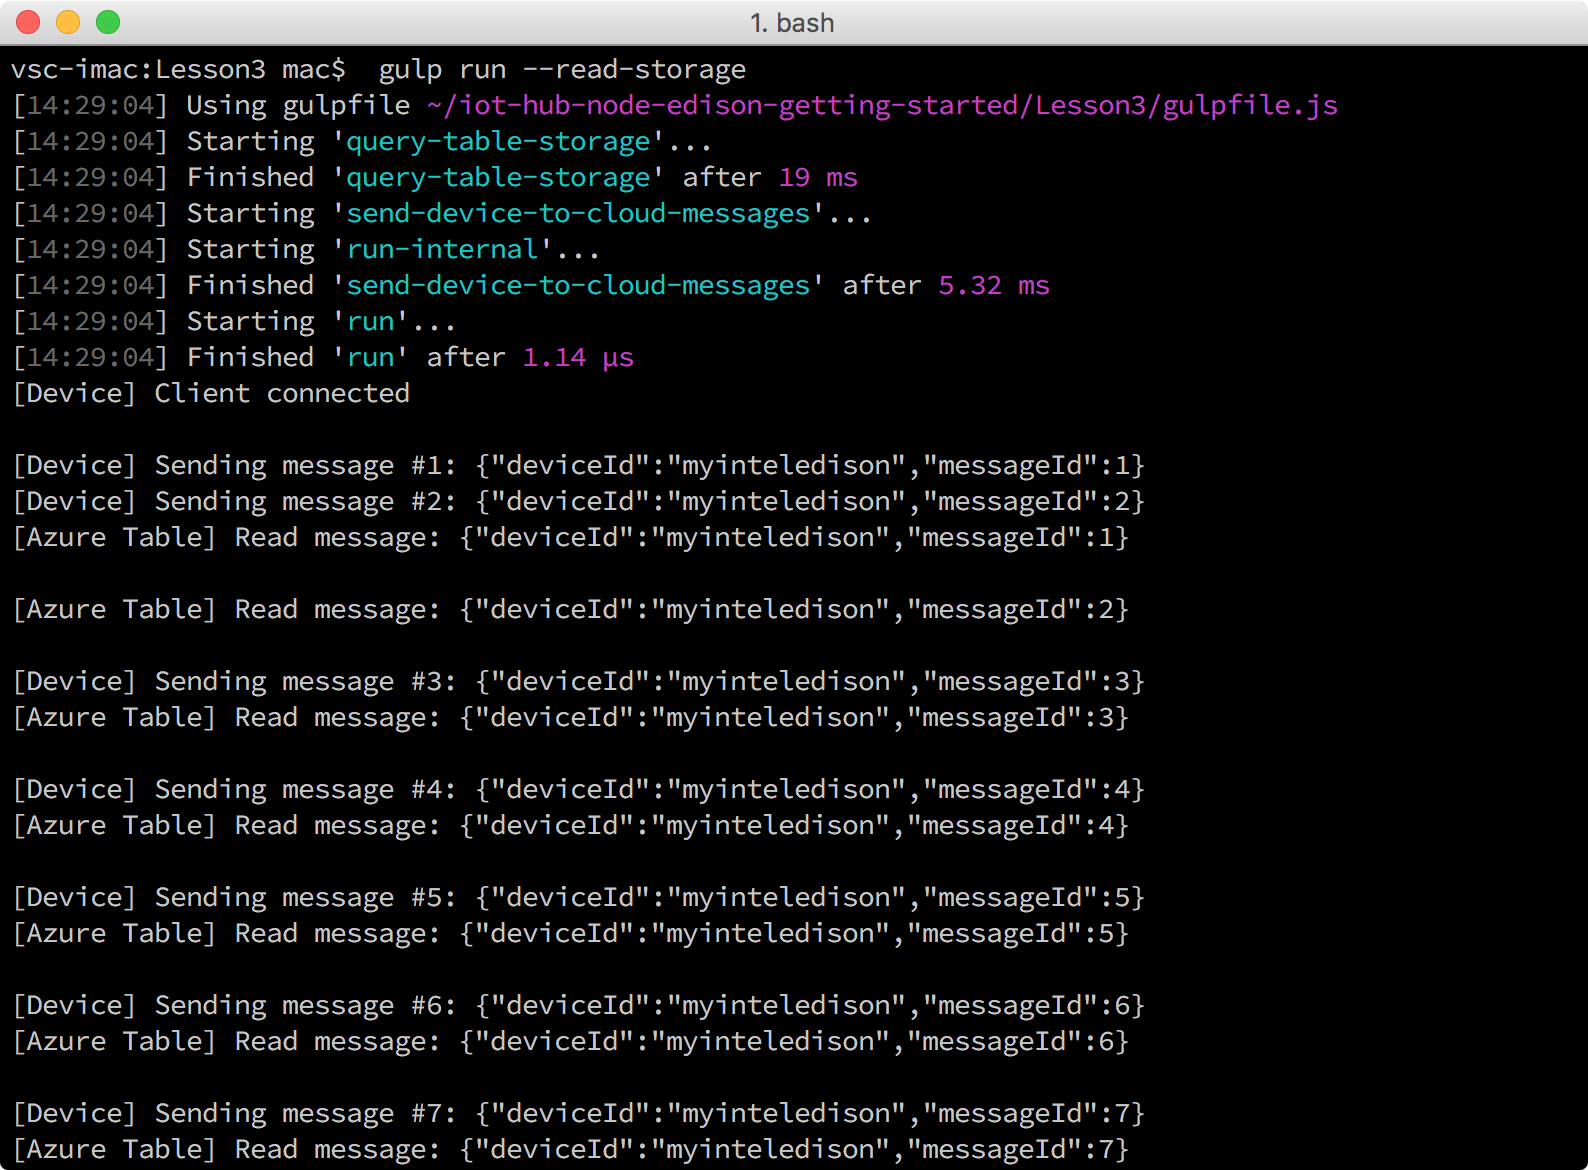 1. bash
vsc-imac:Lesson3 mac$  gulp run --read-storage
[14:29:04] Using gulpfile ~/iot-hub-node-edison-getting-started/Lesson3/gulpfile.js
[14:29:04] Starting 'query-table-storage'...
[14:29:04] Finished 'query-table-storage' after 19 ms
[14:29:04] Starting 'send-device-to-cloud-messages'...
[14:29:04] Starting 'run-internal'...
[14:29:04] Finished 'send-device-to-cloud-messages' after 5.32 ms
[14:29:04] Starting 'run'...
[14:29:04] Finished 'run' after 1.14 μs
[Device] Client connected
[Device] Sending message #1: {"deviceId":"myinteledison","messageId":1}
[Device] Sending message #2: {"deviceId":"myinteledison","messageId":2}
[Azure Table] Read message: {"deviceId":"myinteledison","messageId":1}
[Azure Table] Read message: {"deviceId":"myinteledison","messageId":2}
[Device] Sending message #3: {"deviceId":"myinteledison","messageId":3}
[Azure Table] Read message: {"deviceId":"myinteledison","messageId":3}
[Device] Sending message #4: {"deviceId":"myinteledison","messageId":4}
[Azure Table] Read message: {"deviceId":"myinteledison","messageId":4}
[Device] Sending message #5: {"deviceId":"myinteledison","messageId":5}
[Azure Table] Read message: {"deviceId":"myinteledison","messageId":5}
[Device] Sending message #6: {"deviceId":"myinteledison","messageId":6}
[Azure Table] Read message: {"deviceId":"myinteledison","messageId":6}
[Device] Sending message #7: {"deviceId":"myinteledison","messageId":7}
[Azure Table] Read message: {"deviceId":"myinteledison","messageId":7}